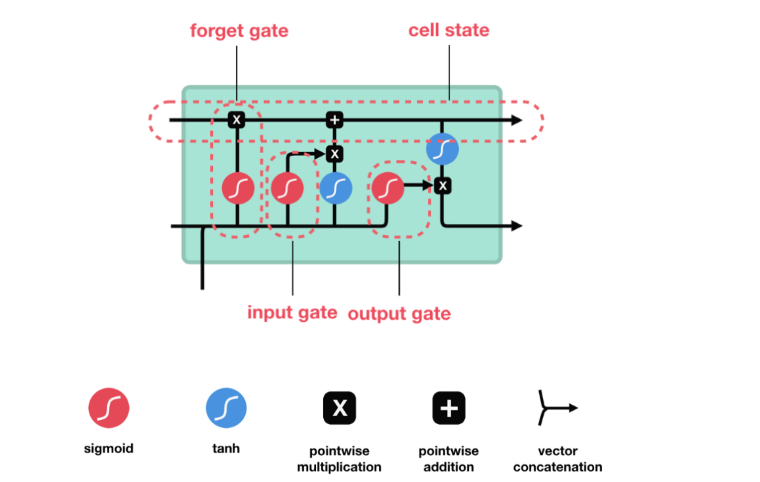 forget gate
cell state
X
+
X
X
input gate
output gate
X
+
sigmoid
tanh
pointwise
multiplication
pointwise
addition
vector
concatenation